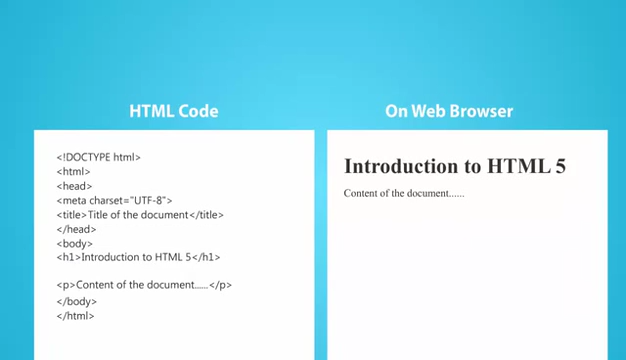 HTML Code
<!DOCTYPE html>
<html>
<head>
<meta charset="UTF-8">
<title>Title of the document</title>
</head>
<body>
<h1>Introduction to HTML 5</h1>
<p>Content of the document......</p>
</body>
</html>
On Web Browser
Introduction to HTML 5
Content of the document......